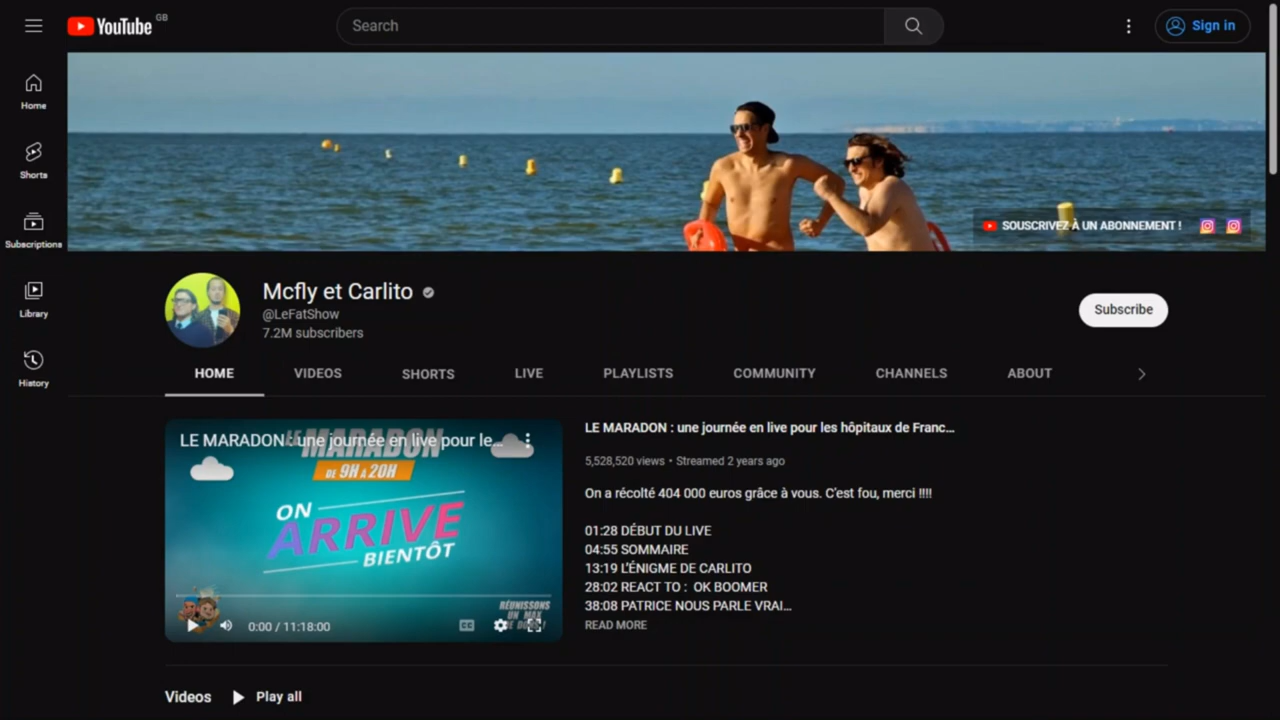 YouTube GB
Search
Sign in
Home
Shorts
Subscriptions
Library
History
SOUSCRIVEZ À UN ABONNEMENT !
Mcfly et Carlito
@LeFatShow
7.2M subscribers
Subscribe
HOME
VIDEOS
SHORTS
LIVE
PLAYLISTS
COMMUNITY
CHANNELS
ABOUT
LE MARADON : une journée en live pour le...
LE MARADON
DE 9H A 20H
ON
ARRIVE
BIENTÔT
RÉUNISSONS
UN MAX
0:00 / 11:18:00
CC
LE MARADON : une journée en live pour les hôpitaux de Franc...
5,528,520 views • Streamed 2 years ago
On a récolté 404 000 euros grâce à vous. C'est fou, merci !!!!
01:28 DÉBUT DU LIVE
04:55 SOMMAIRE
13:19 L'ÉNIGME DE CARLITO
28:02 REACT TO : OK BOOMER
38:08 PATRICE NOUS PARLE VRAI...
READ MORE
Videos
Play all